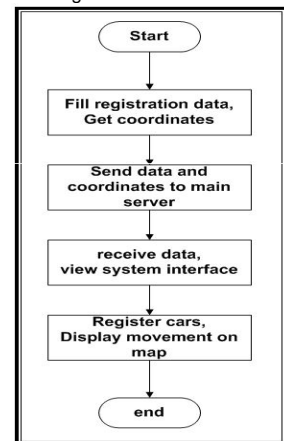 Start
Fill registration data,
Get coordinates
Send data and
coordinates to main
server
receive data,
view system interface
Register cars,
Display movement on
map
end